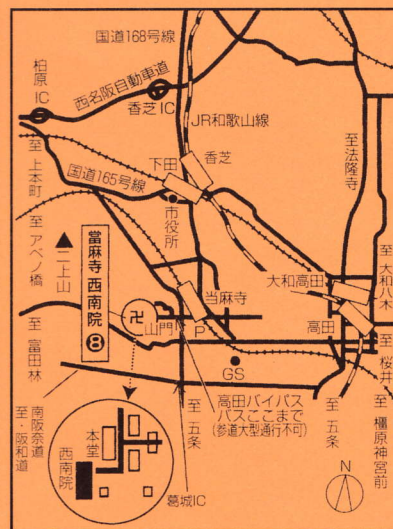 国道168号線
柏原IC
西名阪自動車道
香芝IC
JR和歌山線
至上本町
国道165号線
下田
香芝
至法隆寺
市役所
至アベノ橋
二上山
當麻寺 西南院 8
卍
山門
P
当麻寺
大和高田
至大和八木
高田
至富田林
GS
至桜井
高田バイパス
バスここまで
(参道大型通行不可)
南阪奈道
至・阪和道
至五条
至五条
至橿原神宮前
本堂
西南院
葛城IC
N